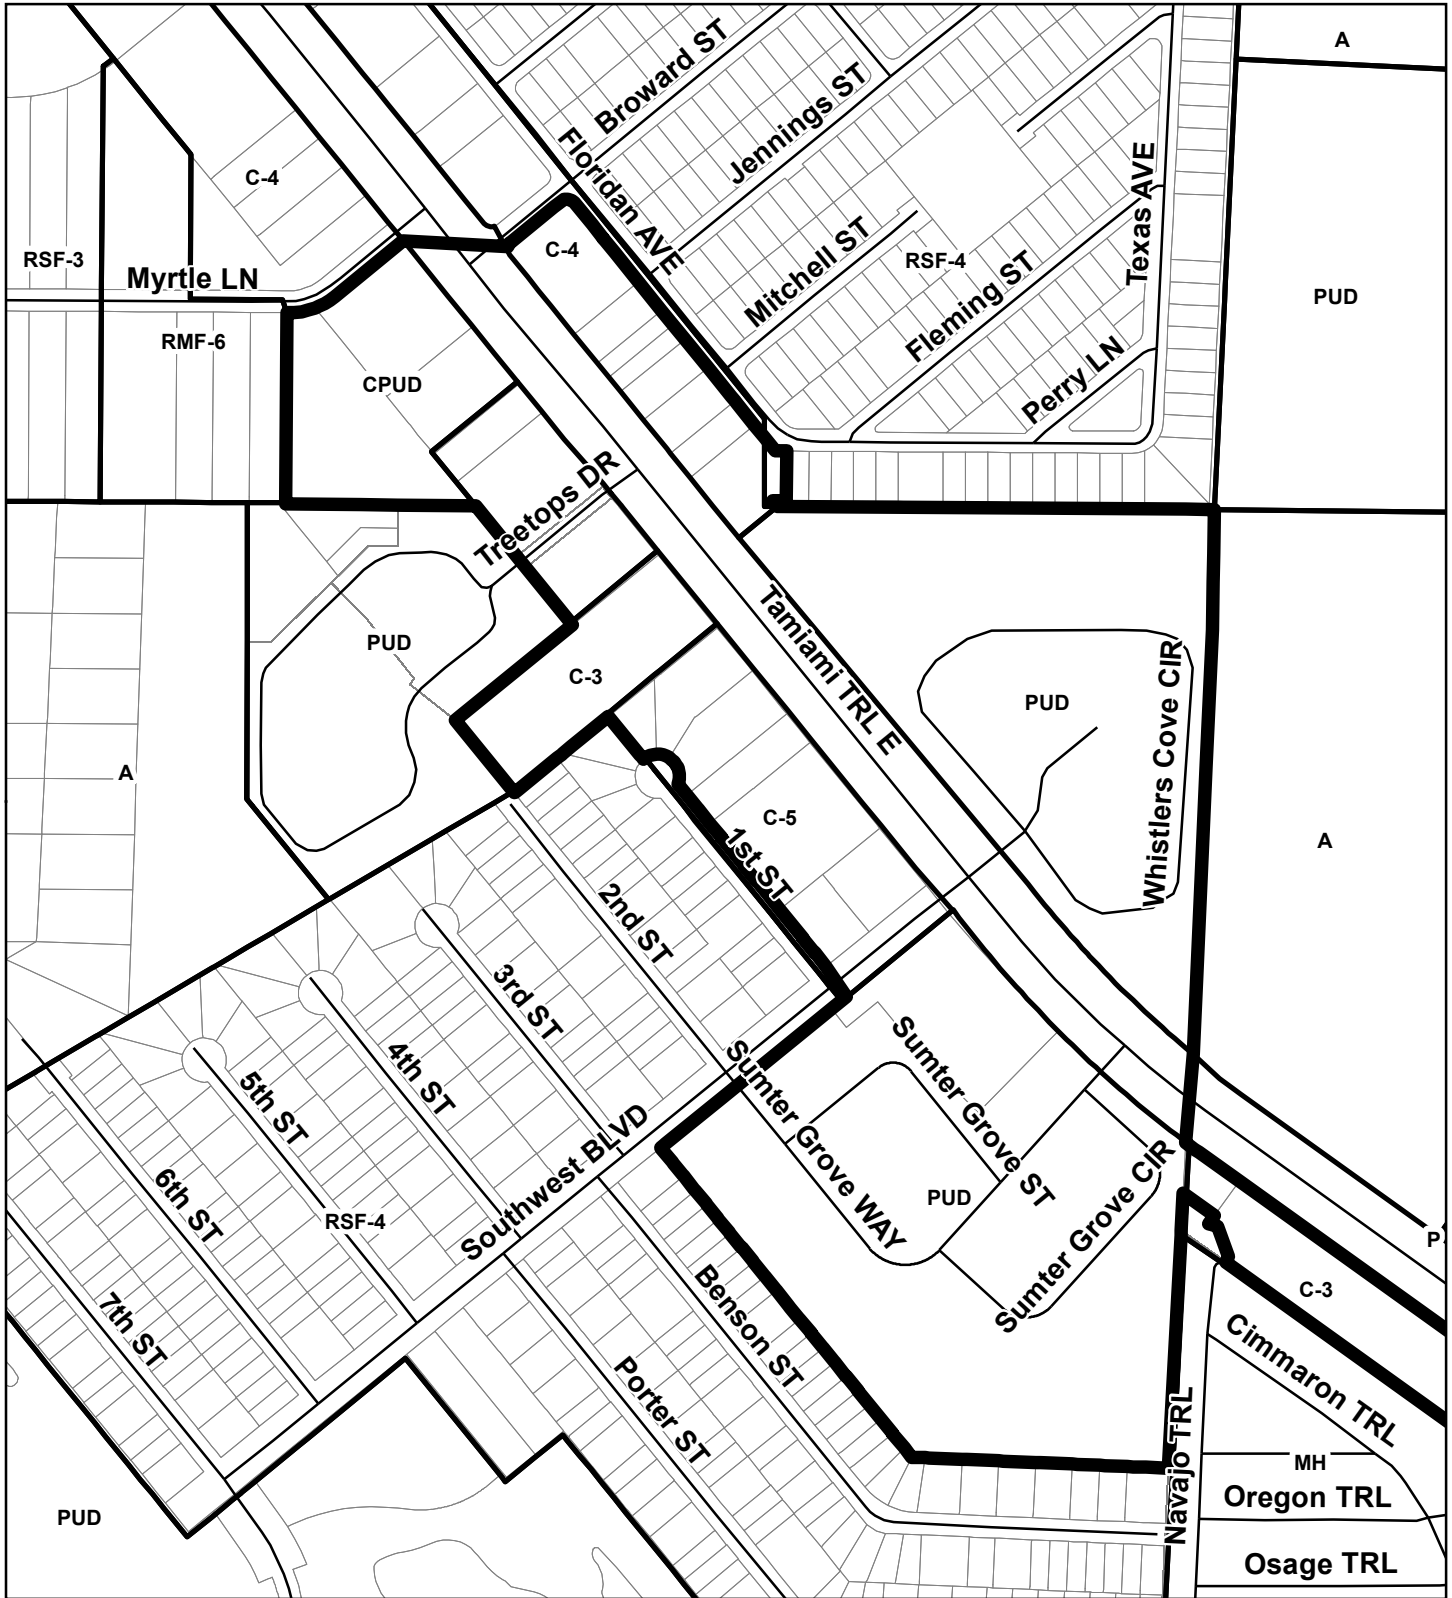 A
Broward ST
Jennings ST
Floridan AVE
Texas AVE
C-4
C-4
RSF-3
Myrtle LN
Mitchell ST
RSF-4
Fleming ST
PUD
RMF-6
CPUD
Perry LN
Treetops DR
PUD
Tamiami TRL E
C-3
PUD
Whistlers Cove CIR
A
C-5
1st ST
A
2nd ST
3rd ST
Sumter Grove ST
4th ST
Sumter Grove WAY
5th ST
Southwest BLVD
6th ST
RSF-4
PUD
Sumter Grove CIR
P
C-3
7th ST
Benson ST
Cimmaron TRL
Porter ST
Navajo TRL
MH
Oregon TRL
PUD
Osage TRL